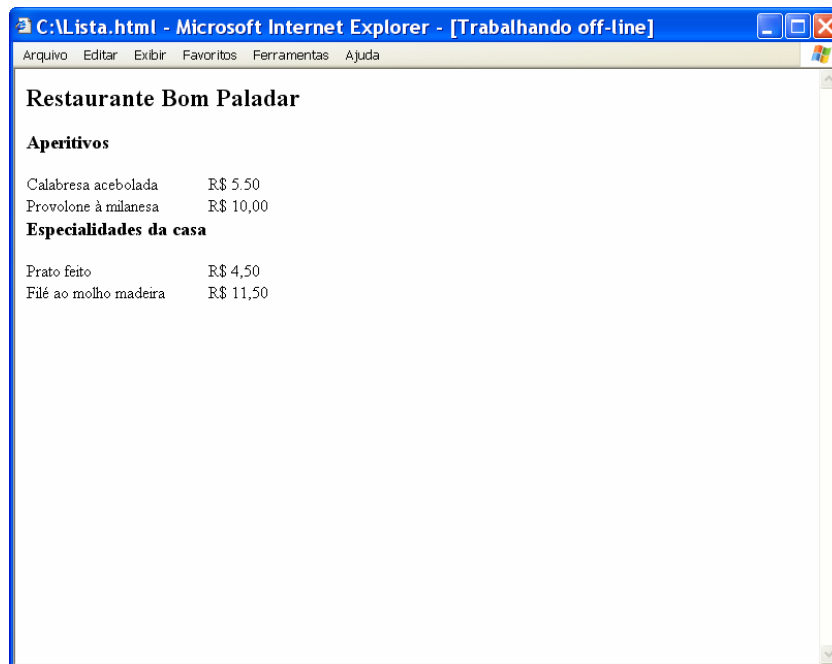 C:\Lista.html - Microsoft Internet Explorer - [Trabalhando off-line]
Arquivo Editar Exibir Favoritos Ferramentas Ajuda
Restaurante Bom Paladar
Aperitivos
Calabresa acebolada R$ 5.50
Provolone à milanesa R$ 10,00
Especialidades da casa
Prato feito R$ 4,50
Filé ao molho madeira R$ 11,50